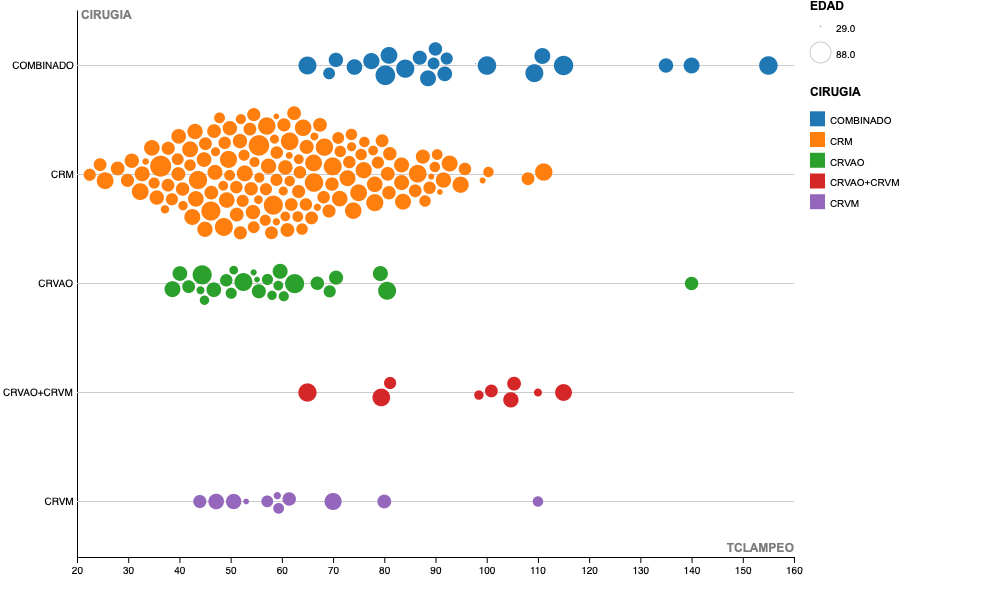 CIRUGIA
COMBINADO
CRM
CRVAO
CRVAO+CRVM
CRVM
TCLAMPEO
20 30 40 50 60 70 80 90 100 110 120 130 140 150 160
EDAD
29.0
88.0
CIRUGIA
COMBINADO
CRM
CRVAO
CRVAO+CRVM
CRVM